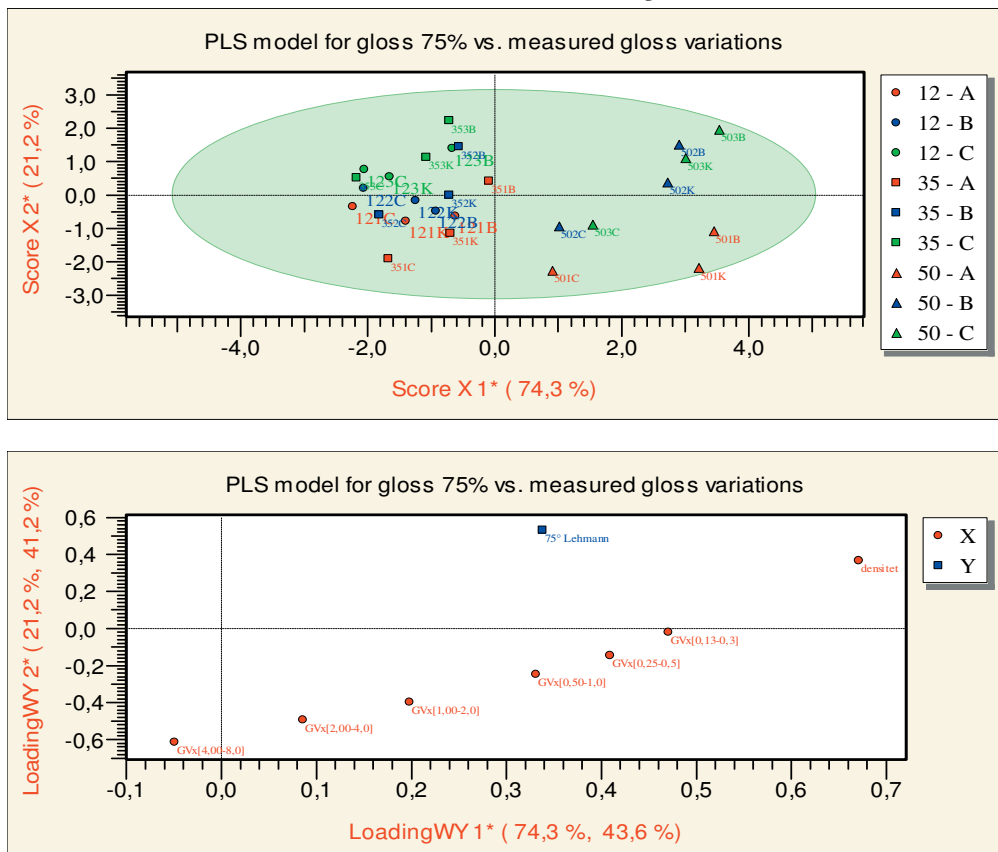 PLS model for gloss 75% vs. measured gloss variations
Score X 2* ( 21,2 %)
3,0
2,0
1,0
0,0
-1,0
-2,0
-3,0
353B
352B
123B
353K
123C
123K
351B
122C
352K
122K
122B
352C
121C
121K
121B
351K
351C
502B
503B
503K
502K
502C
503C
501B
501C
501K
-4,0
-2,0
0,0
2,0
4,0
Score X 1* ( 74,3 %)
12 - A
12 - B
12 - C
35 - A
35 - B
35 - C
50 - A
50 - B
50 - C
PLS model for gloss 75% vs. measured gloss variations
LoadingWY 2* ( 21,2 %, 41,2 %)
0,6
0,4
0,2
0,0
-0,2
-0,4
-0,6
75° Lehmann
densitet
GVx[0,13-0,3]
GVx[0,25-0,5]
GVx[0,50-1,0]
GVx[1,00-2,0]
GVx[2,00-4,0]
GVx[4,00-8,0]
-0,1
0,0
0,1
0,2
0,3
0,4
0,5
0,6
0,7
LoadingWY 1* ( 74,3 %, 43,6 %)
X
Y